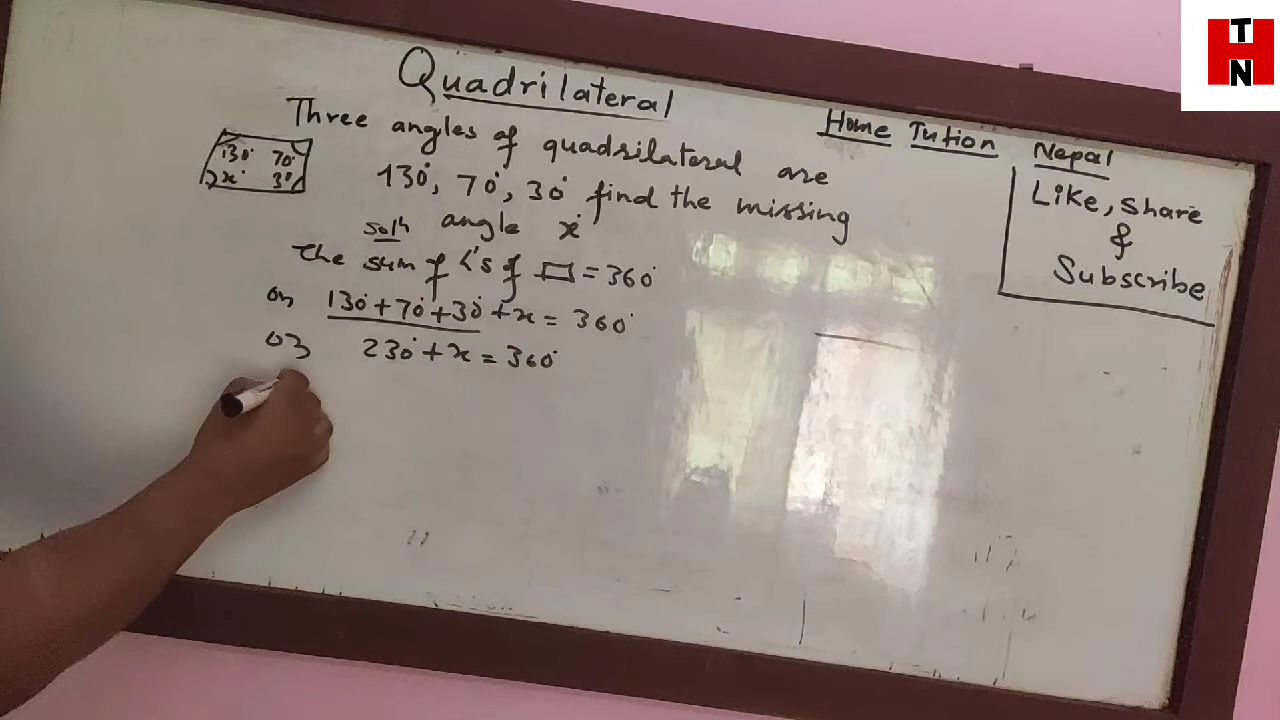 T
H
N
Quadrilateral
Home Tution Nepal
Three angles of quadrilateral are
130°, 70°, 30° find the missing
angle x°
130° 70°
x° 30°
Like, share
&
Subscribe
soln
The sum of <'s of ▭ = 360°
or 130° + 70° + 30° + x = 360°
or 230° + x = 360°